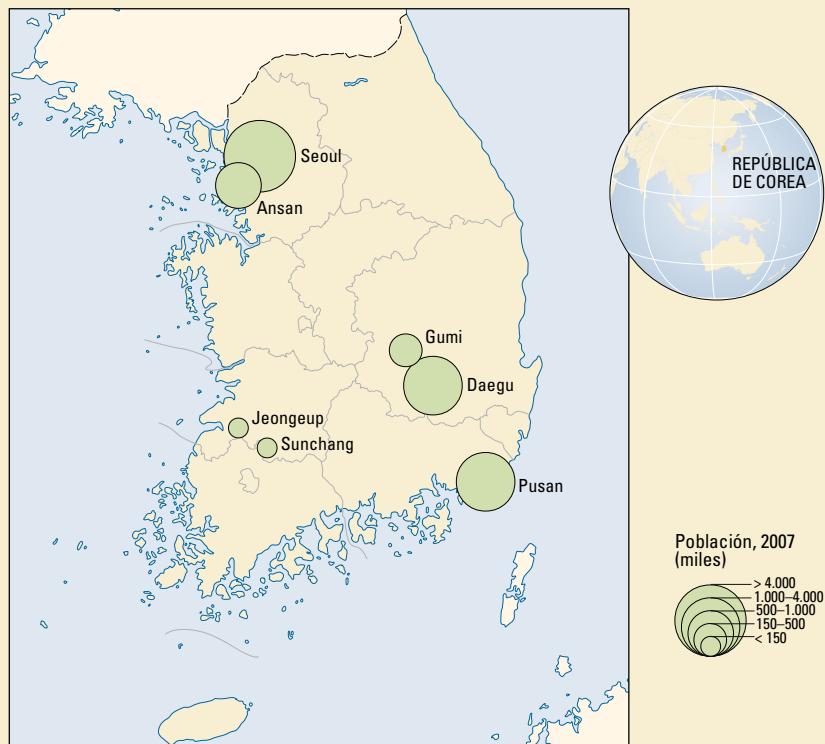 Seoul
Ansan
Gumi
Daegu
Jeongeup
Sunchang
Pusan
REPÚBLICA
DE COREA
Población, 2007
(miles)
> 4.000
1.000–4.000
500–1.000
150–500
< 150